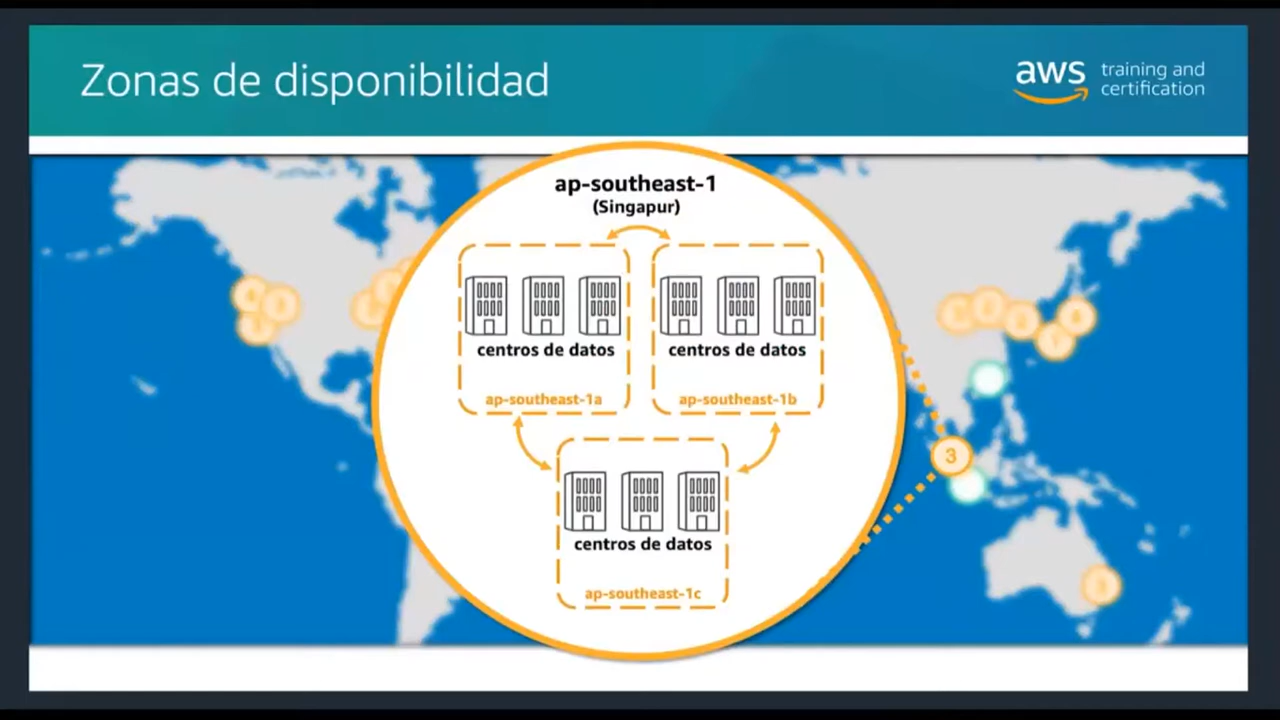 Zonas de disponibilidad
aws training and
certification
ap-southeast-1
(Singapur)
centros de datos
centros de datos
ap-southeast-1a
ap-southeast-1b
3
centros de datos
ap-southeast-1c